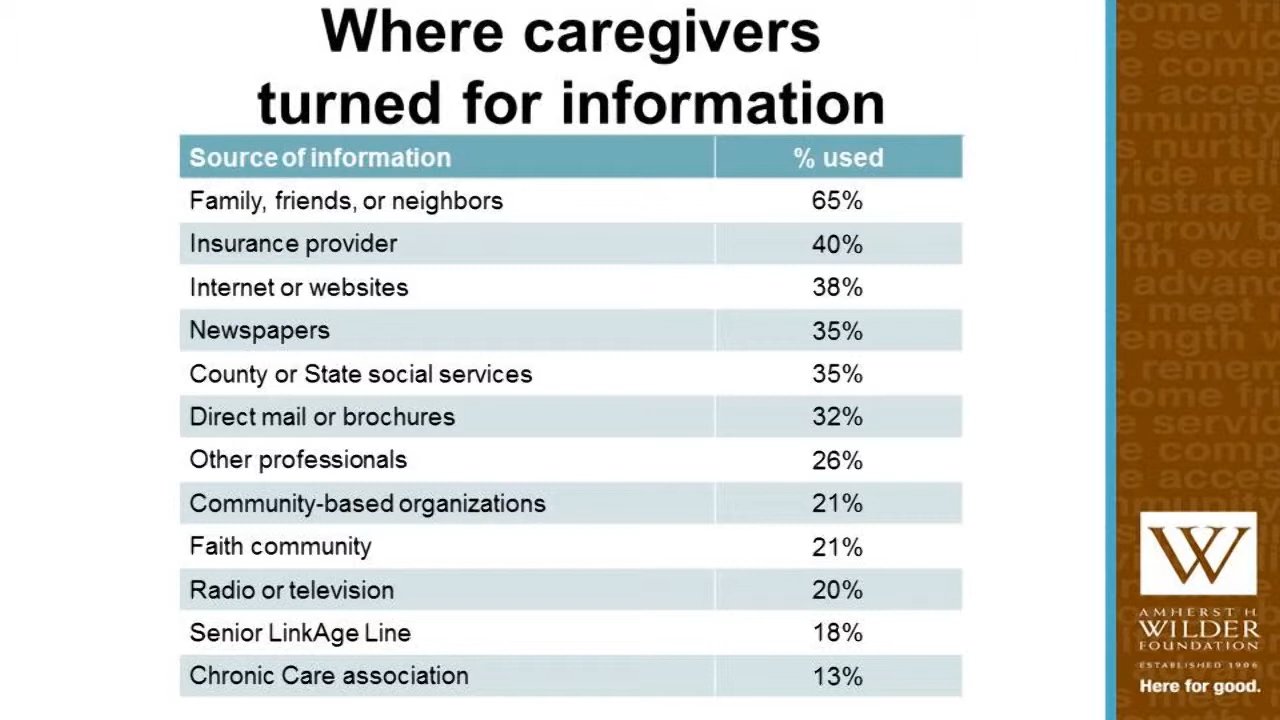 Where caregivers
turned for information
Source of information % used
Family, friends, or neighbors 65%
Insurance provider 40%
Internet or websites 38%
Newspapers 35%
County or State social services 35%
Direct mail or brochures 32%
Other professionals 26%
Community-based organizations 21%
Faith community 21%
Radio or television 20%
Senior LinkAge Line 18%
Chronic Care association 13%
W
AMHERST H.
WILDER
FOUNDATION
ESTABLISHED 1906
Here for good.